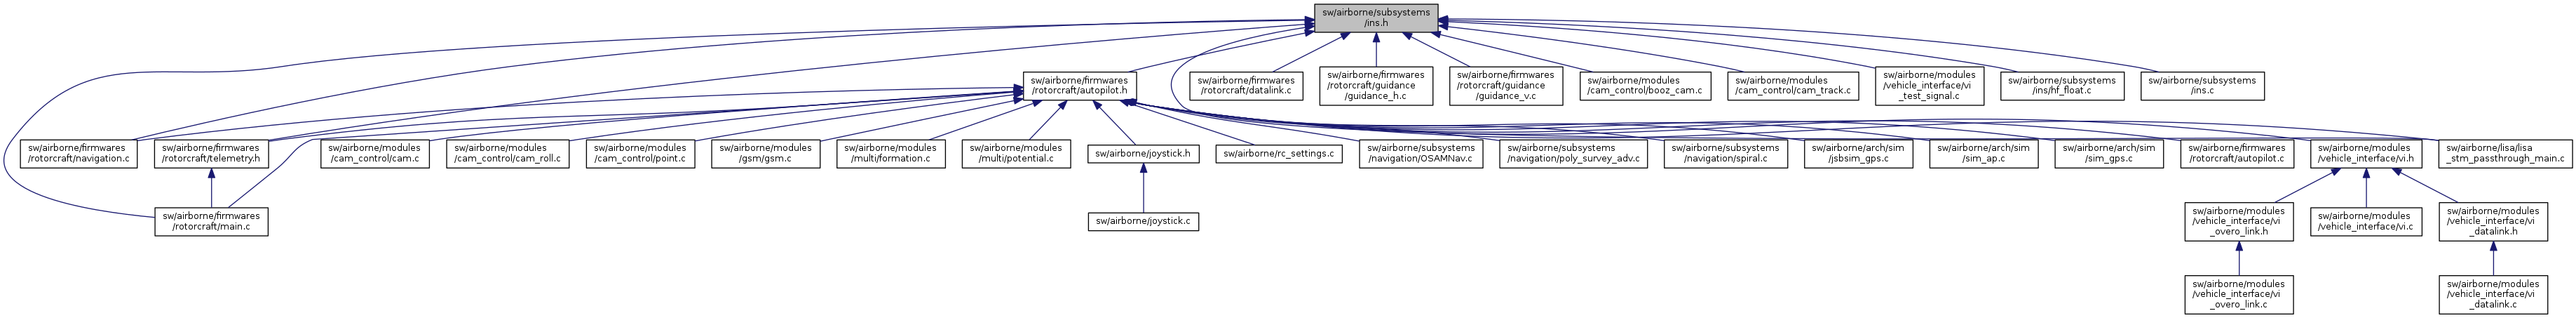 sw/airborne/subsystems
/ins.h
sw/airborne/firmwares
/rotorcraft/autopilot.h
sw/airborne/firmwares
/rotorcraft/datalink.c
sw/airborne/firmwares
/rotorcraft/guidance
/guidance_h.c
sw/airborne/firmwares
/rotorcraft/guidance
/guidance_v.c
sw/airborne/modules
/cam_control/booz_cam.c
sw/airborne/modules
/cam_control/cam_track.c
sw/airborne/modules
/vehicle_interface/vi
_test_signal.c
sw/airborne/subsystems
/ins/hf_float.c
sw/airborne/subsystems
/ins.c
sw/airborne/firmwares
/rotorcraft/navigation.c
sw/airborne/firmwares
/rotorcraft/telemetry.h
sw/airborne/modules
/cam_control/cam.c
sw/airborne/modules
/cam_control/cam_roll.c
sw/airborne/modules
/cam_control/point.c
sw/airborne/modules
/gsm/gsm.c
sw/airborne/modules
/multi/formation.c
sw/airborne/modules
/multi/potential.c
sw/airborne/joystick.h
sw/airborne/rc_settings.c
sw/airborne/subsystems
/navigation/OSAMNav.c
sw/airborne/subsystems
/navigation/poly_survey_adv.c
sw/airborne/subsystems
/navigation/spiral.c
sw/airborne/arch/sim
/jsbsim_gps.c
sw/airborne/arch/sim
/sim_ap.c
sw/airborne/arch/sim
/sim_gps.c
sw/airborne/firmwares
/rotorcraft/autopilot.c
sw/airborne/modules
/vehicle_interface/vi.h
sw/airborne/lisa/lisa
_stm_passthrough_main.c
sw/airborne/firmwares
/rotorcraft/main.c
sw/airborne/joystick.c
sw/airborne/modules
/vehicle_interface/vi
_overo_link.h
sw/airborne/modules
/vehicle_interface/vi.c
sw/airborne/modules
/vehicle_interface/vi
_datalink.h
sw/airborne/modules
/vehicle_interface/vi
_overo_link.c
sw/airborne/modules
/vehicle_interface/vi
_datalink.c